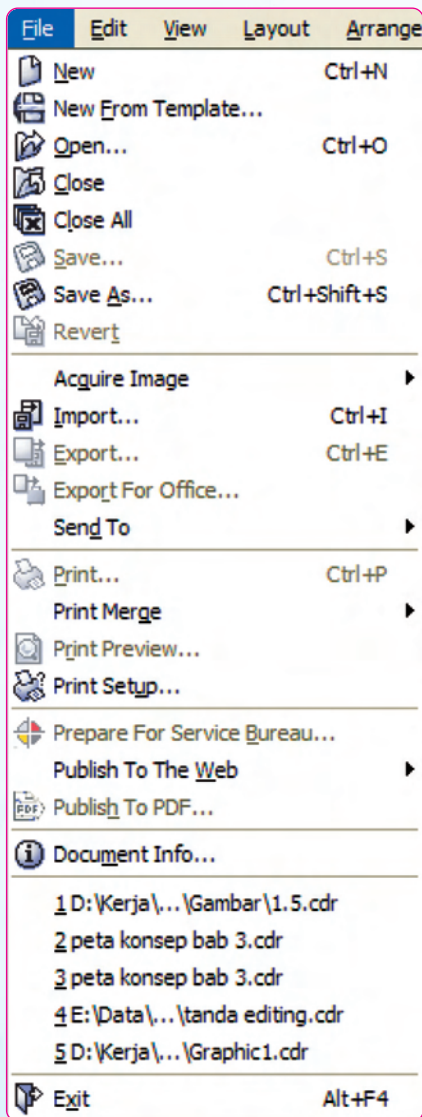 File Edit View Layout Arrange
New Ctrl+N
New From Template...
Open... Ctrl+O
Close
Close All
Save... Ctrl+S
Save As... Ctrl+Shift+S
Revert
Acquire Image
Import... Ctrl+I
Export... Ctrl+E
Export For Office...
Send To
Print... Ctrl+P
Print Merge
Print Preview...
Print Setup...
Prepare For Service Bureau...
Publish To The Web
PDF Publish To PDF...
Document Info...
1 D:\Kerja\...\Gambar\1.5.cdr
2 peta konsep bab 3.cdr
3 peta konsep bab 3.cdr
4 E:\Data\...\tanda editing.cdr
5 D:\Kerja\...\Graphic1.cdr
Exit Alt+F4